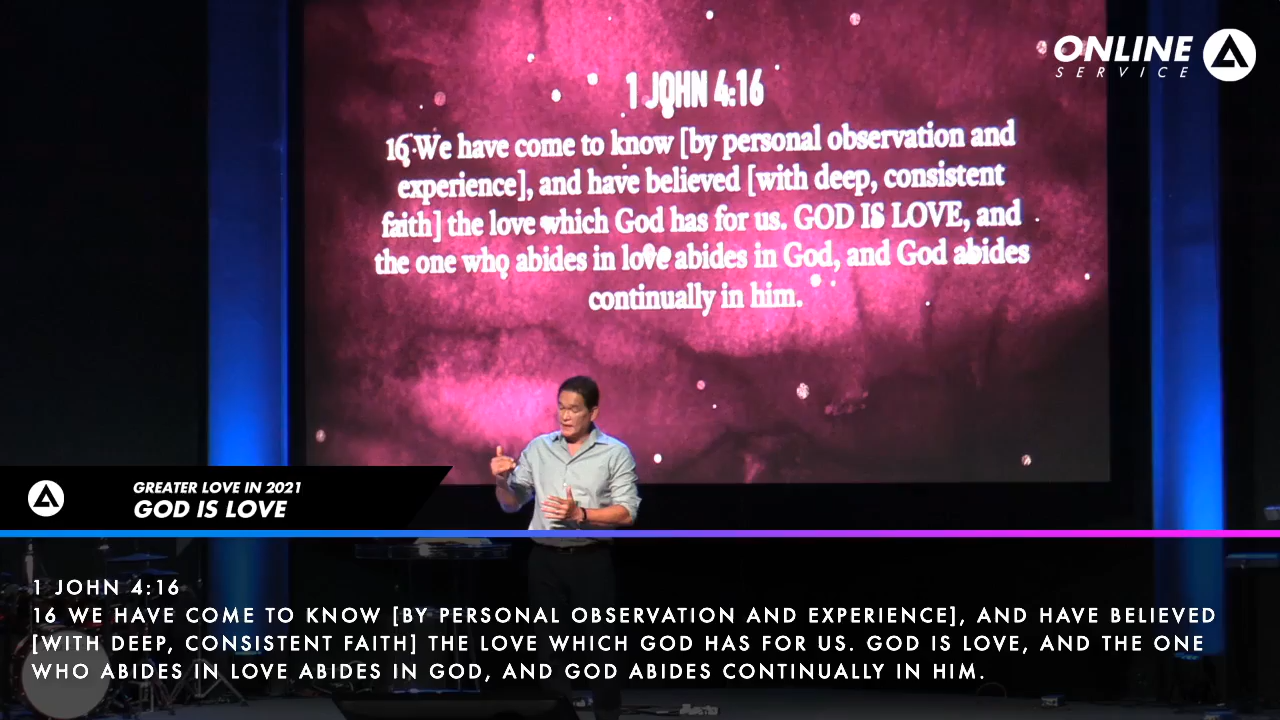 ONLINE
SERVICE
1 JOHN 4:16
16 We have come to know [by personal observation and
experience], and have believed [with deep, consistent
faith] the love which God has for us. GOD IS LOVE, and
the one who abides in love abides in God, and God abides
continually in him.
GREATER LOVE IN 2021
GOD IS LOVE
1 JOHN 4:16
16 WE HAVE COME TO KNOW [BY PERSONAL OBSERVATION AND EXPERIENCE], AND HAVE BELIEVED
[WITH DEEP, CONSISTENT FAITH] THE LOVE WHICH GOD HAS FOR US. GOD IS LOVE, AND THE ONE
WHO ABIDES IN LOVE ABIDES IN GOD, AND GOD ABIDES CONTINUALLY IN HIM.